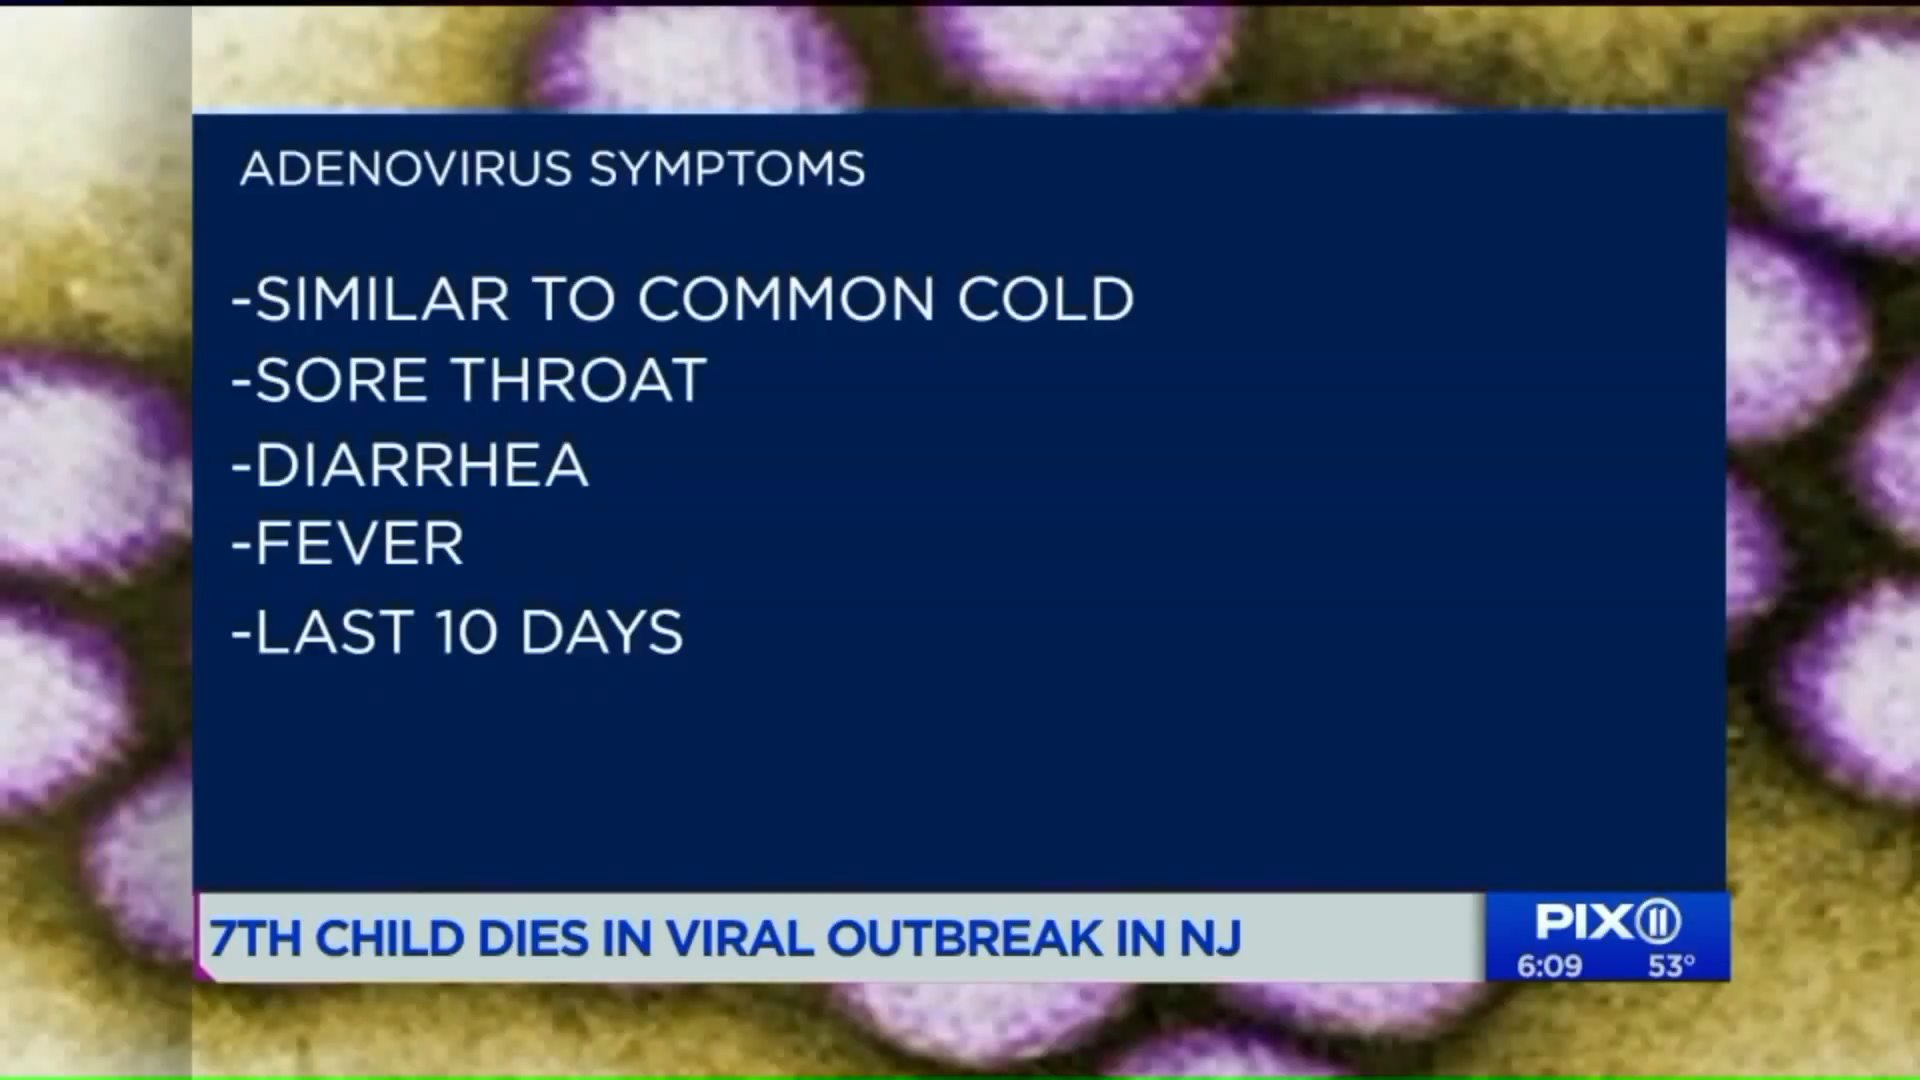 ADENOVIRUS SYMPTOMS
-SIMILAR TO COMMON COLD
-SORE THROAT
-DIARRHEA
-FEVER
-LAST 10 DAYS
7TH CHILD DIES IN VIRAL OUTBREAK IN NJ
PIX11
6:09 53°